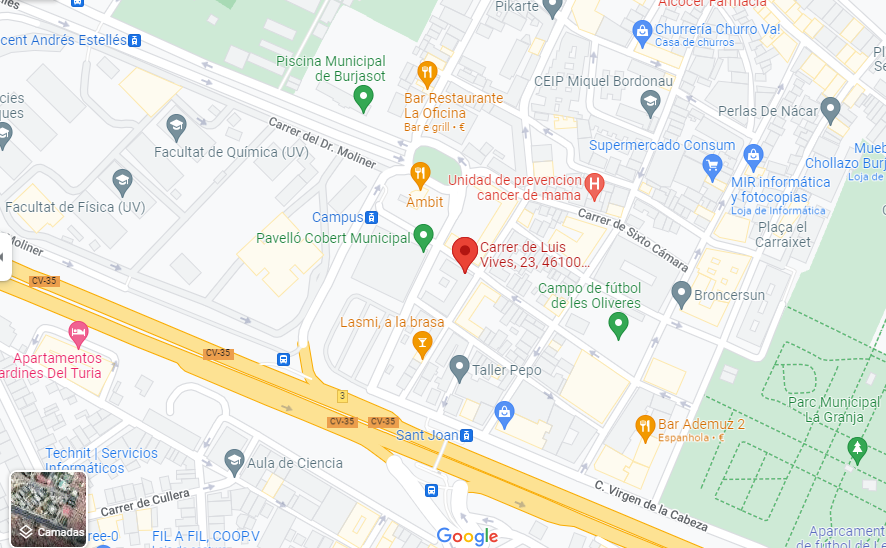 Pikarte
Alcocer Farmacia
cent Andrés Estellés
Churrería Churro Va!
Casa de churros
Piscina Municipal
de Burjasot
CEIP Miquel Bordonau
Bar Restaurante
La Oficina
Bar e grill • €
Perlas De Nácar
Carrer del Dr. Moliner
Facultat de Química (UV)
Supermercado Consum
Mueb
Chollazo Burj
Loja de
MIR informática
y fotocopias
Loja de Informática
Unidad de prevencion
cancer de mama
Àmbit
Facultat de Física (UV)
Campus
Carrer de Sixto Cámara
Plaça el
Carraixet
Pavelló Cobert Municipal
Carrer de Luis
Vives, 23, 46100...
Moliner
CV-35
Campo de fútbol
de les Oliveres
Broncersun
Lasmi, a la brasa
CV-35
Apartamentos
ardines Del Turia
Taller Pepo
3
Parc Municipal
La Granja
CV-35
CV-35
Sant Joan
Bar Ademuz 2
Espanhola • €
Technit | Servicios
Informáticos
Aula de Ciencia
Carrer de Cullera
C. Virgen de la Cabeza
Camadas
ree-0
FIL A FIL, COOP.V
Google
Aparcament
de futbol de Le